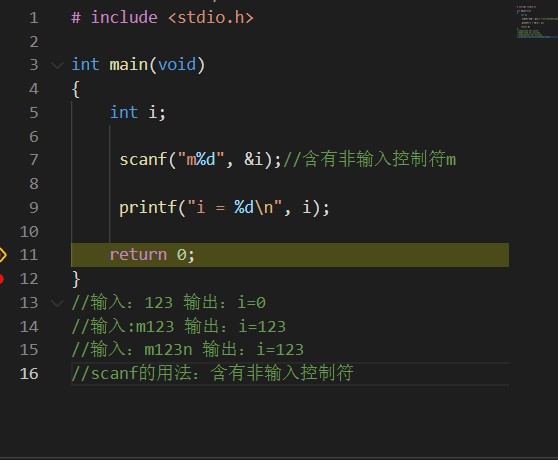 1 # include <stdio.h>
2
3 int main(void)
4 {
5 int i;
6
7 scanf("m%d", &i);//含有非输入控制符m
8
9 printf("i = %d\n", i);
10
11 return 0;
12 }
13 //输入：123 输出：i=0
14 //输入:m123 输出：i=123
15 //输入：m123n 输出：i=123
16 //scanf的用法：含有非输入控制符